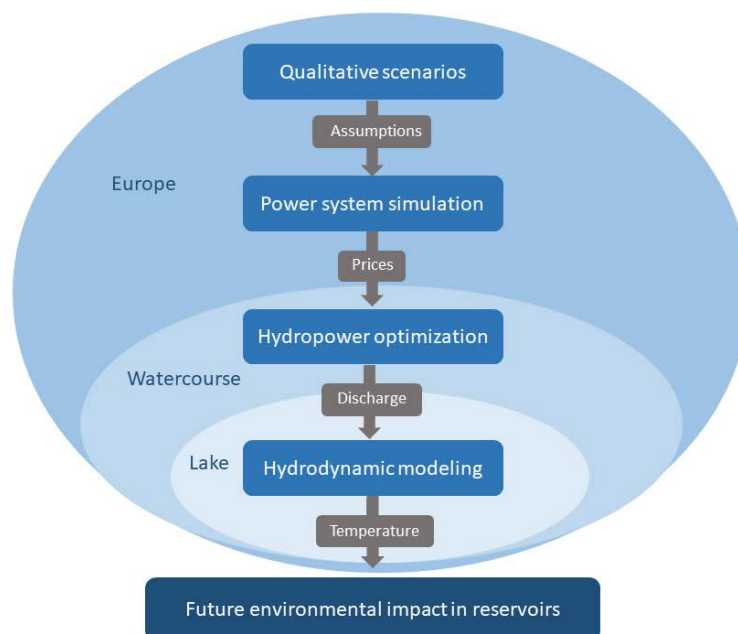 Qualitative scenarios
Assumptions
Europe
Power system simulation
Prices
Hydropower optimization
Watercourse
Discharge
Lake
Hydrodynamic modeling
Temperature
Future environmental impact in reservoirs